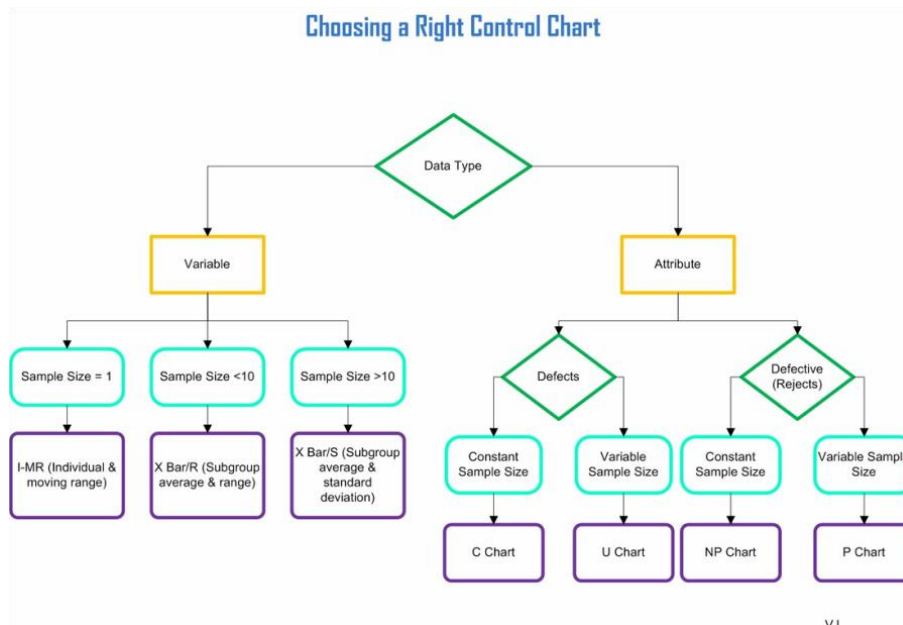 Choosing a Right Control Chart
Data Type
Variable
Attribute
Sample Size = 1
Sample Size <10
Sample Size >10
Defects
Defective
(Rejects)
I-MR (Individual &
moving range)
X Bar/R (Subgroup
average & range)
X Bar/S (Subgroup
average &
standard
deviation)
Constant
Sample Size
Variable
Sample Size
Constant
Sample Size
Variable Sample
Size
C Chart
U Chart
NP Chart
P Chart